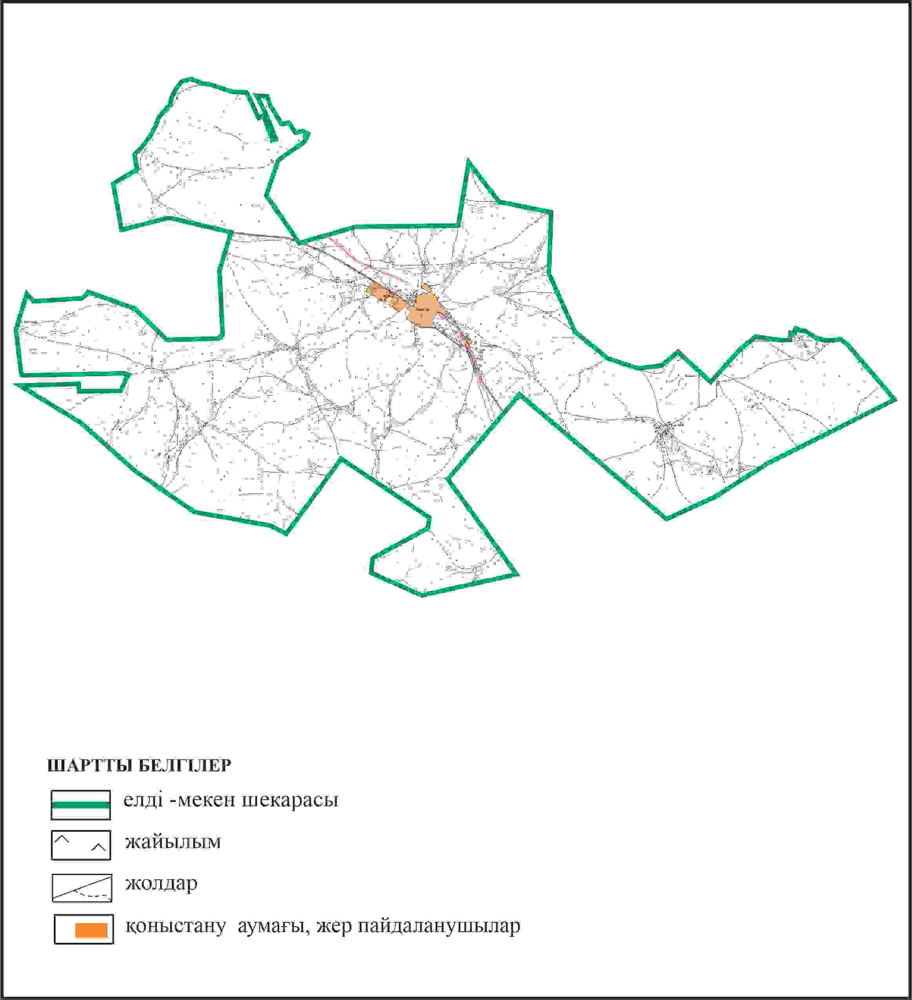 ШАРТТЫ БЕЛГІЛЕР
елді -мекен шекарасы
жайылым
жолдар
қоныстану аумағы, жер пайдаланушылар